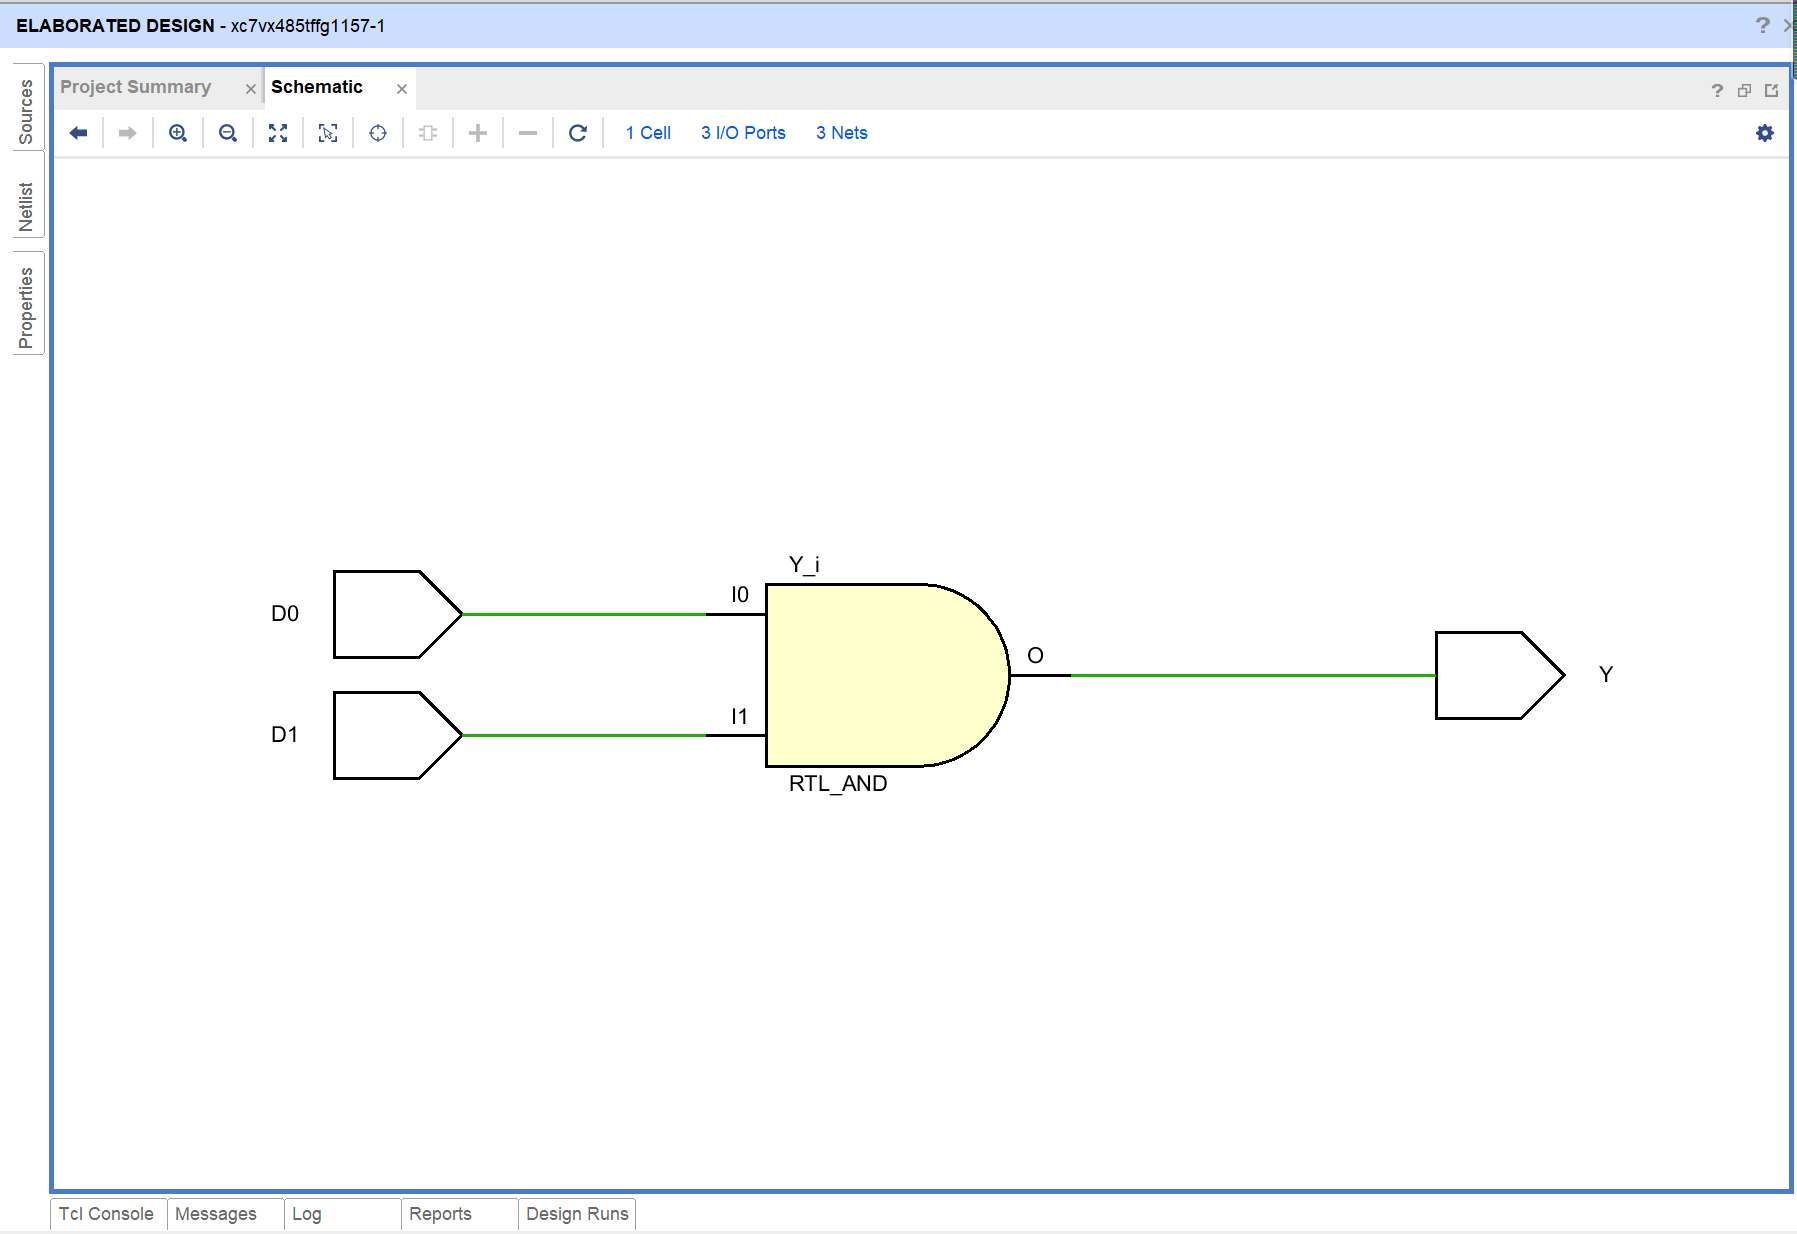 ELABORATED DESIGN - xc7vx485tffg1157-1
Sources
Netlist
Properties
Project Summary
Schematic
1 Cell
3 I/O Ports
3 Nets
D0
D1
I0
I1
Y_i
RTL_AND
O
Y
Tcl Console
Messages
Log
Reports
Design Runs